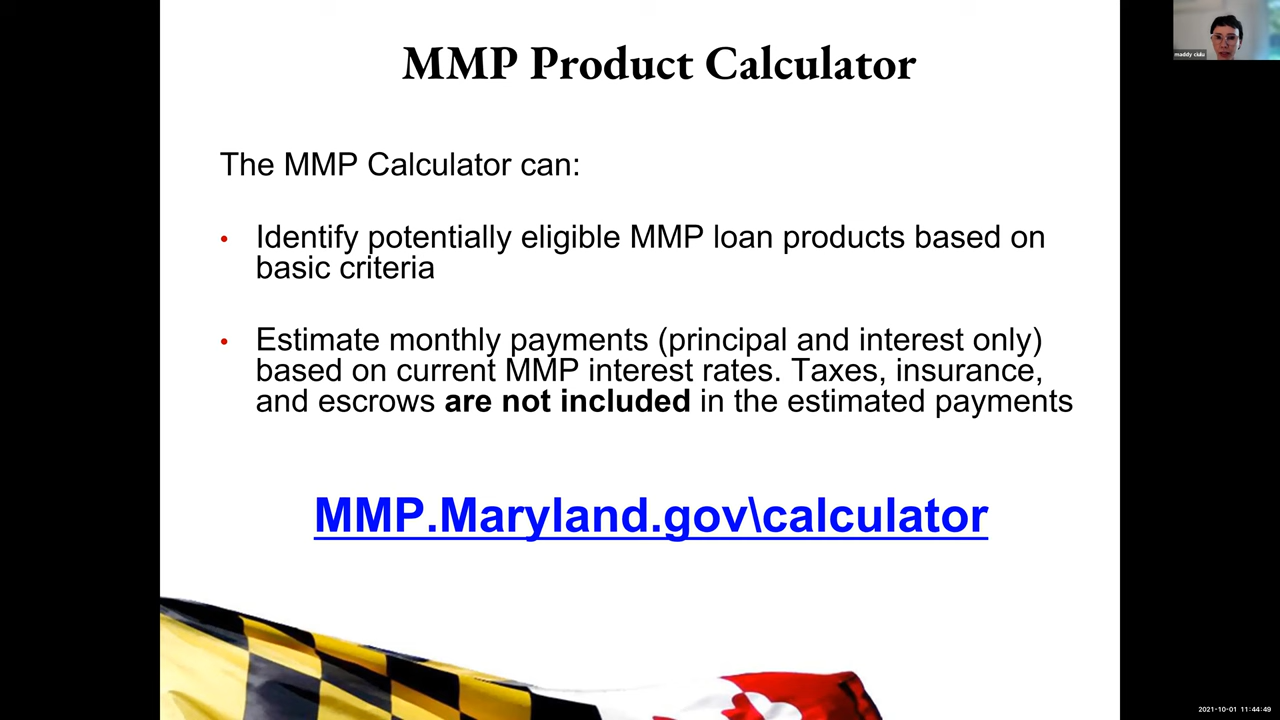 MMP Product Calculator
maddy ciulu
The MMP Calculator can:
• Identify potentially eligible MMP loan products based on
basic criteria
• Estimate monthly payments (principal and interest only)
based on current MMP interest rates. Taxes, insurance,
and escrows are not included in the estimated payments
MMP.Maryland.gov\calculator
2021-10-01 11:44:49